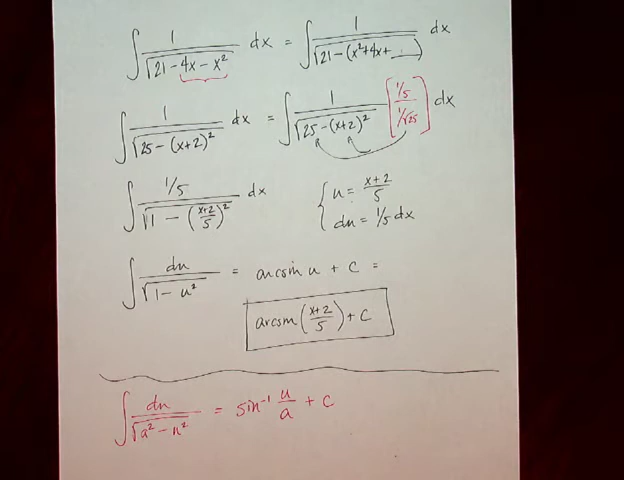 ∫ 1/√(21 - 4x - x²) dx = ∫ 1/√(21 - (x² + 4x + __)) dx
∫ 1/√(25 - (x+2)²) dx = ∫ 1/√(25 - (x+2)²) [(1/5)/(1/√25)] dx
∫ (1/5)/√(1 - ((x+2)/5)²) dx { u = (x+2)/5
du = 1/5 dx
∫ du/√(1 - u²) = arcsin u + C =
arcsin((x+2)/5) + C
∫ du/√(a² - u²) = sin⁻¹ u/a + C